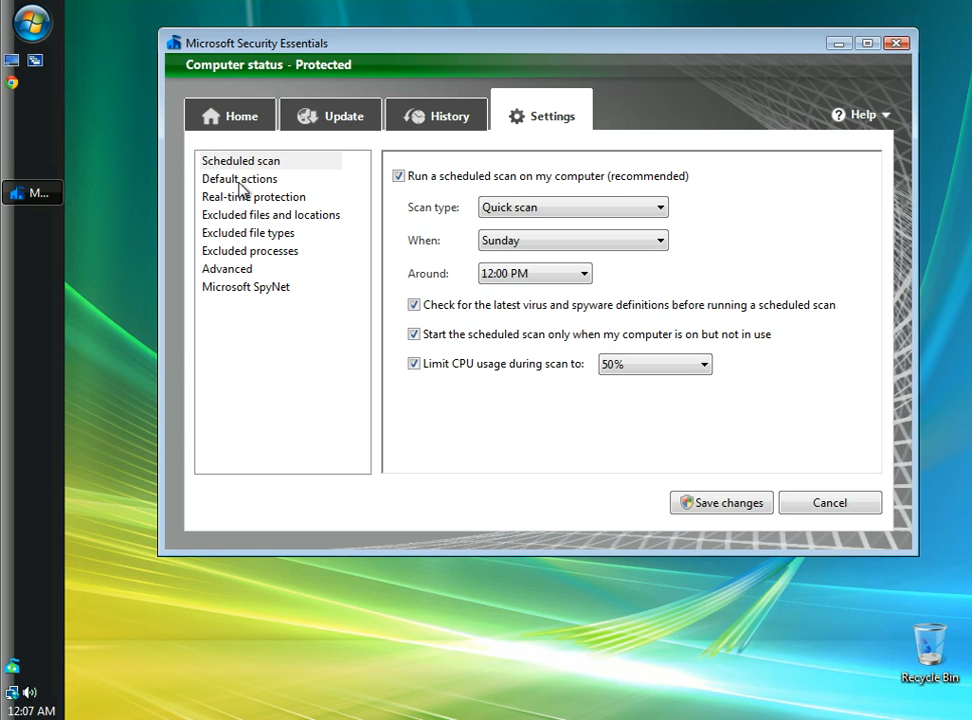 Microsoft Security Essentials
Computer status - Protected
Home
Update
History
Settings
Help
Scheduled scan
Default actions
Real-time protection
Excluded files and locations
Excluded file types
Excluded processes
Advanced
Microsoft SpyNet
Run a scheduled scan on my computer (recommended)
Scan type: Quick scan
When: Sunday
Around: 12:00 PM
Check for the latest virus and spyware definitions before running a scheduled scan
Start the scheduled scan only when my computer is on but not in use
Limit CPU usage during scan to: 50%
Save changes
Cancel
M...
Recycle Bin
12:07 AM